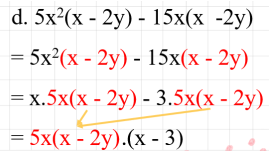 d. 5x²(x - 2y) - 15x(x -2y)
= 5x²(x - 2y) - 15x(x - 2y)
= x.5x(x - 2y) - 3.5x(x - 2y)
= 5x(x - 2y).(x - 3)